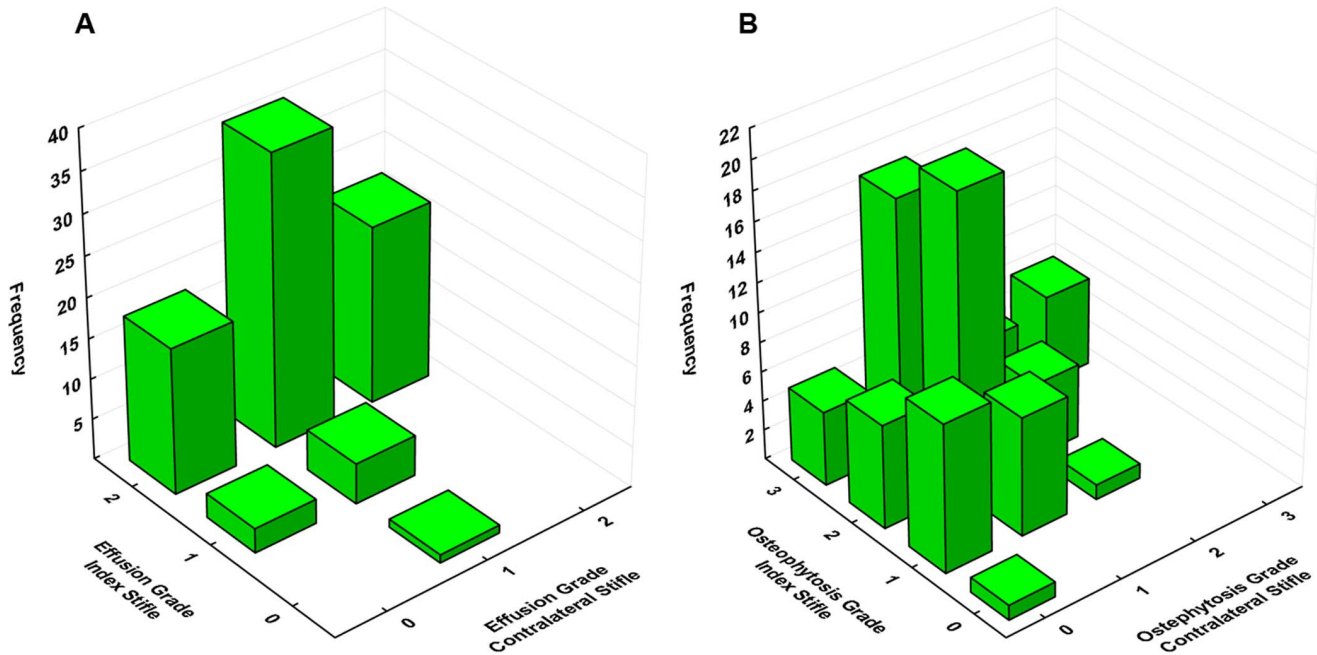 A
40
35
30
25
20
15
10
5
Frequency
2
1
0
Effusion Grade
Index Stifle
0
1
2
Effusion Grade
Contralateral Stifle
B
22
20
18
16
14
12
10
8
6
4
2
Frequency
3
2
1
0
Osteophytosis Grade
Index Stifle
0
1
2
3
Ostephytosis Grade
Contralateral Stifle